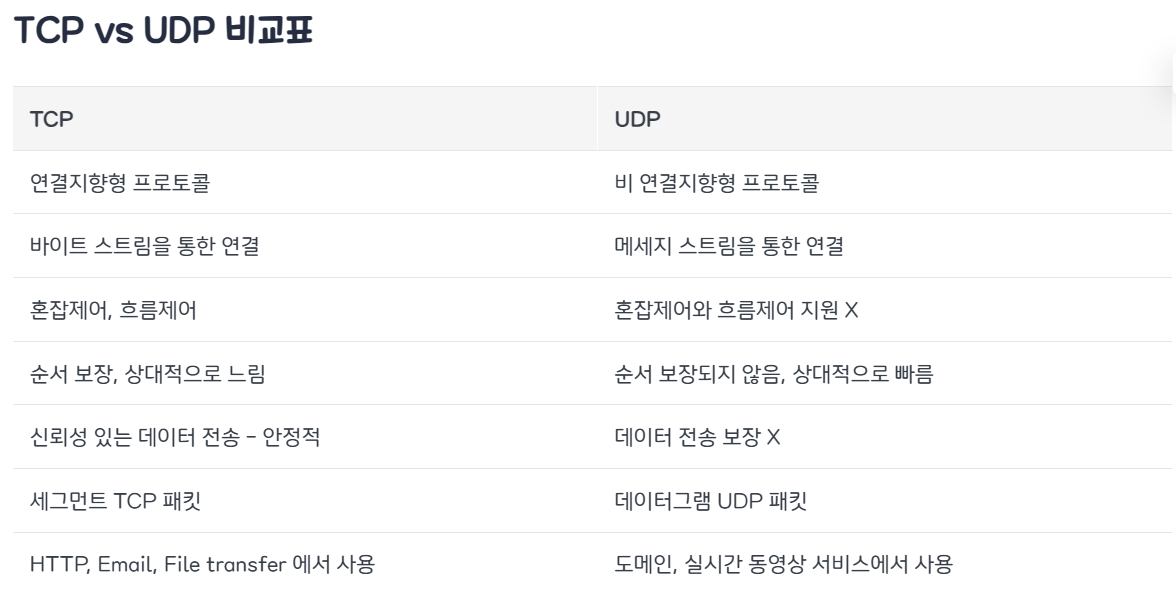 TCP vs UDP 비교표
TCP UDP
연결지향형 프로토콜 비 연결지향형 프로토콜
바이트 스트림을 통한 연결 메세지 스트림을 통한 연결
혼잡제어, 흐름제어 혼잡제어와 흐름제어 지원 X
순서 보장, 상대적으로 느림 순서 보장되지 않음, 상대적으로 빠름
신뢰성 있는 데이터 전송 - 안정적 데이터 전송 보장 X
세그먼트 TCP 패킷 데이터그램 UDP 패킷
HTTP, Email, File transfer 에서 사용 도메인, 실시간 동영상 서비스에서 사용